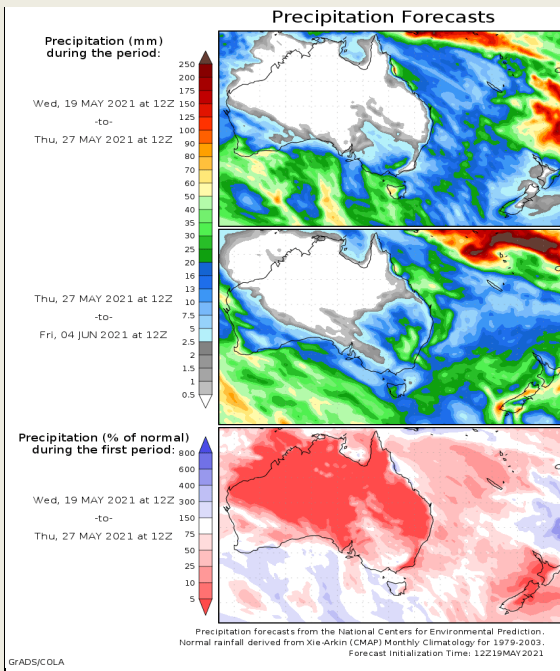 Precipitation Forecasts
Precipitation (mm)
during the period:
Wed, 19 MAY 2021 at 12Z
-to-
Thu, 27 MAY 2021 at 12Z
250
200
175
150
125
100
90
80
70
60
50
40
35
30
25
20
16
13
10
7.5
5
2.5
2
1.5
1
0.5
Thu, 27 MAY 2021 at 12Z
-to-
Fri, 04 JUN 2021 at 12Z
Precipitation (% of normal)
during the first period:
Wed, 19 MAY 2021 at 12Z
-to-
Thu, 27 MAY 2021 at 12Z
800
600
400
300
150
75
50
25
10
5
Precipitation forecasts from the National Centers for Environmental Prediction.
Normal rainfall derived from Xie-Arkin (CMAP) Monthly Climatology for 1979-2003.
Forecast Initialization Time: 12Z19MAY2021
GrADS/COLA